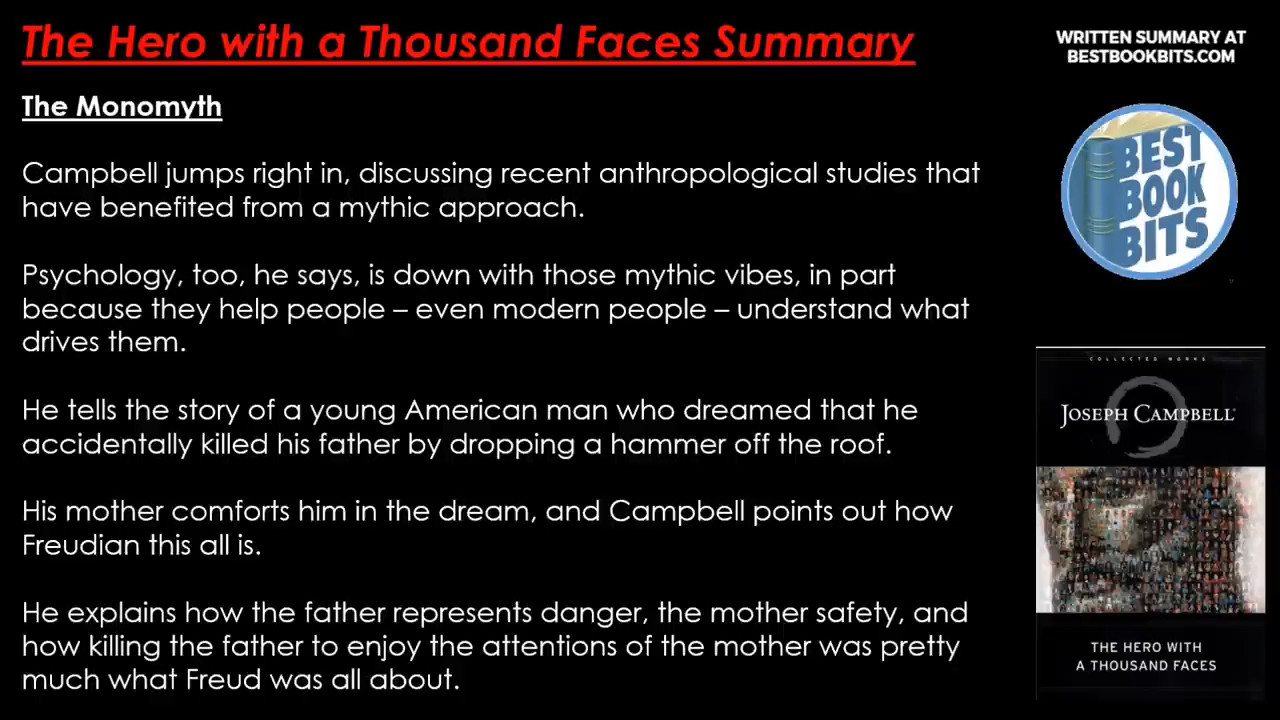 The Hero with a Thousand Faces Summary
WRITTEN SUMMARY AT
BESTBOOKBITS.COM
The Monomyth
Campbell jumps right in, discussing recent anthropological studies that
have benefited from a mythic approach.
Psychology, too, he says, is down with those mythic vibes, in part
because they help people – even modern people – understand what
drives them.
He tells the story of a young American man who dreamed that he
accidentally killed his father by dropping a hammer off the roof.
His mother comforts him in the dream, and Campbell points out how
Freudian this all is.
He explains how the father represents danger, the mother safety, and
how killing the father to enjoy the attentions of the mother was pretty
much what Freud was all about.
BEST
BOOK
BITS
COLLECTED WORKS
JOSEPH CAMPBELL
THE HERO WITH
A THOUSAND FACES